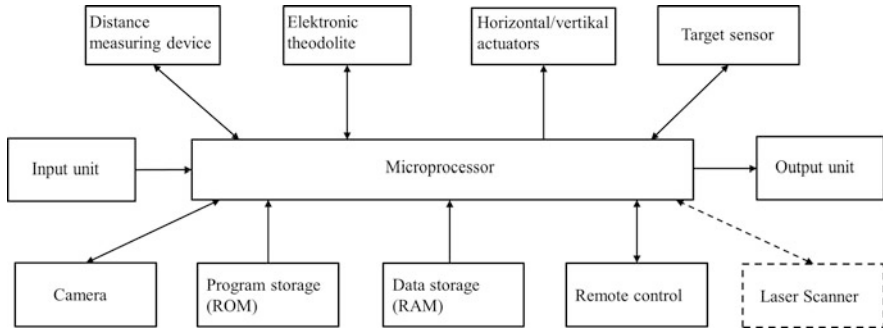 Distance
measuring device
Elektronic
theodolite
Horizontal/vertikal
actuators
Target sensor
Input unit
Microprocessor
Output unit
Camera
Program storage
(ROM)
Data storage
(RAM)
Remote control
Laser Scanner